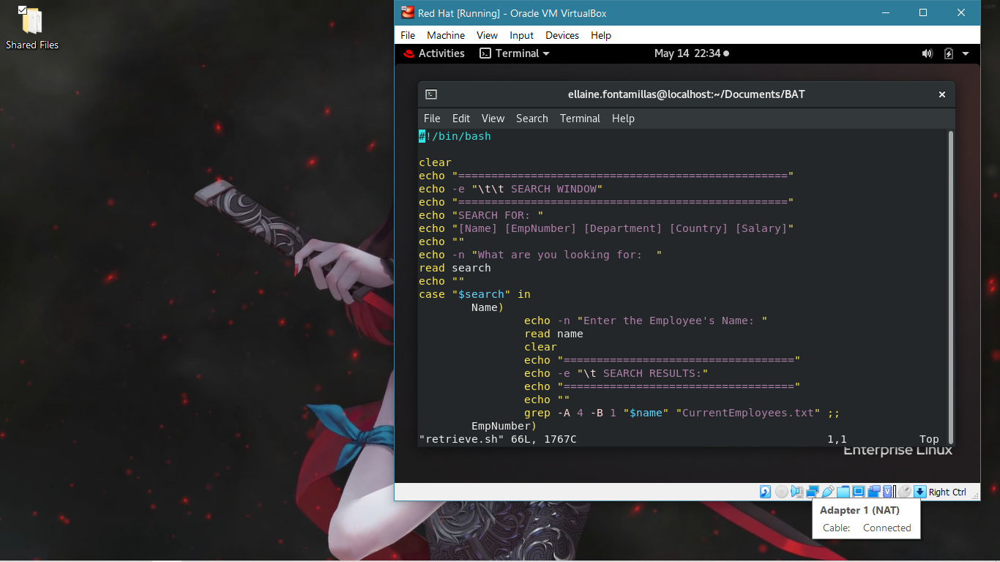 Shared Files
Red Hat [Running] - Oracle VM VirtualBox
File Machine View Input Devices Help
Activities Terminal May 14 22:34
ellaine.fontamillas@localhost:~/Documents/BAT
File Edit View Search Terminal Help
#!/bin/bash
clear
echo "=================================================="
echo -e "\t\t SEARCH WINDOW"
echo "=================================================="
echo "SEARCH FOR: "
echo "[Name] [EmpNumber] [Department] [Country] [Salary]"
echo ""
echo -n "What are you looking for:  "
read search
echo ""
case "$search" in
Name)
echo -n "Enter the Employee's Name: "
read name
clear
echo "==================================="
echo -e "\t SEARCH RESULTS:"
echo "==================================="
echo ""
grep -A 4 -B 1 "$name" "CurrentEmployees.txt" ;;
EmpNumber)
"retrieve.sh" 66L, 1767C 1,1 Top
Enterprise Linux
Right Ctrl
Adapter 1 (NAT)
Cable: Connected